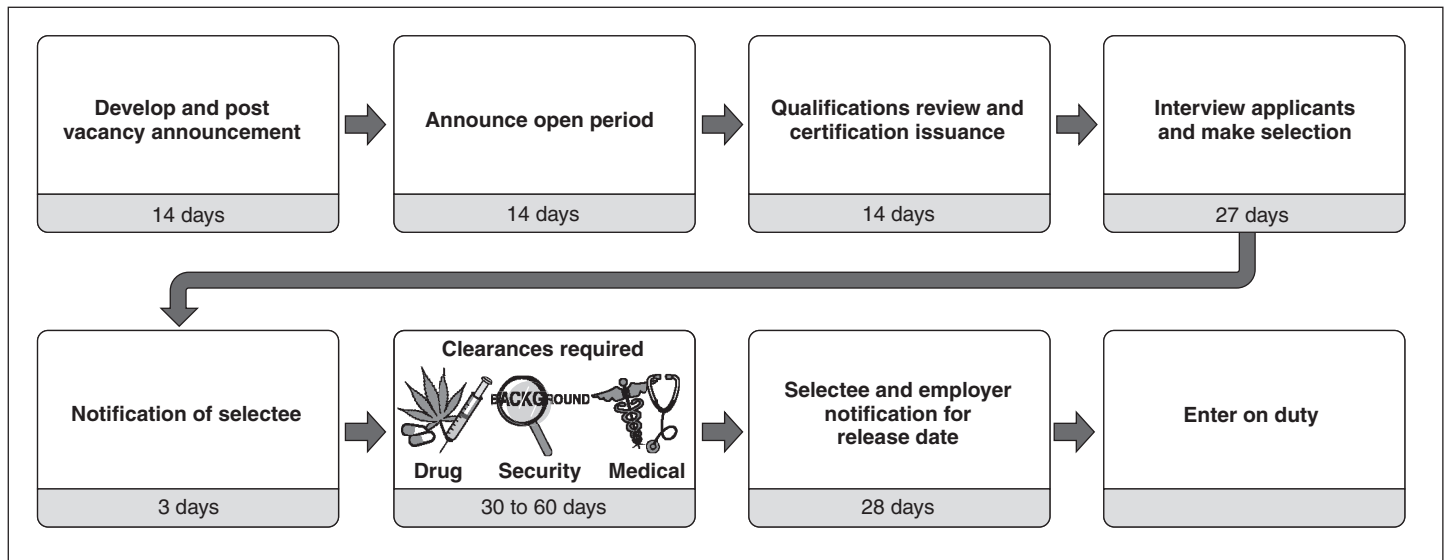 Develop and post
vacancy announcement
14 days
Announce open period
14 days
Qualifications review and
certification issuance
14 days
Interview applicants
and make selection
27 days
Notification of selectee
3 days
Clearances required
BACKGROUND
Drug
Security
Medical
30 to 60 days
Selectee and employer
notification for
release date
28 days
Enter on duty